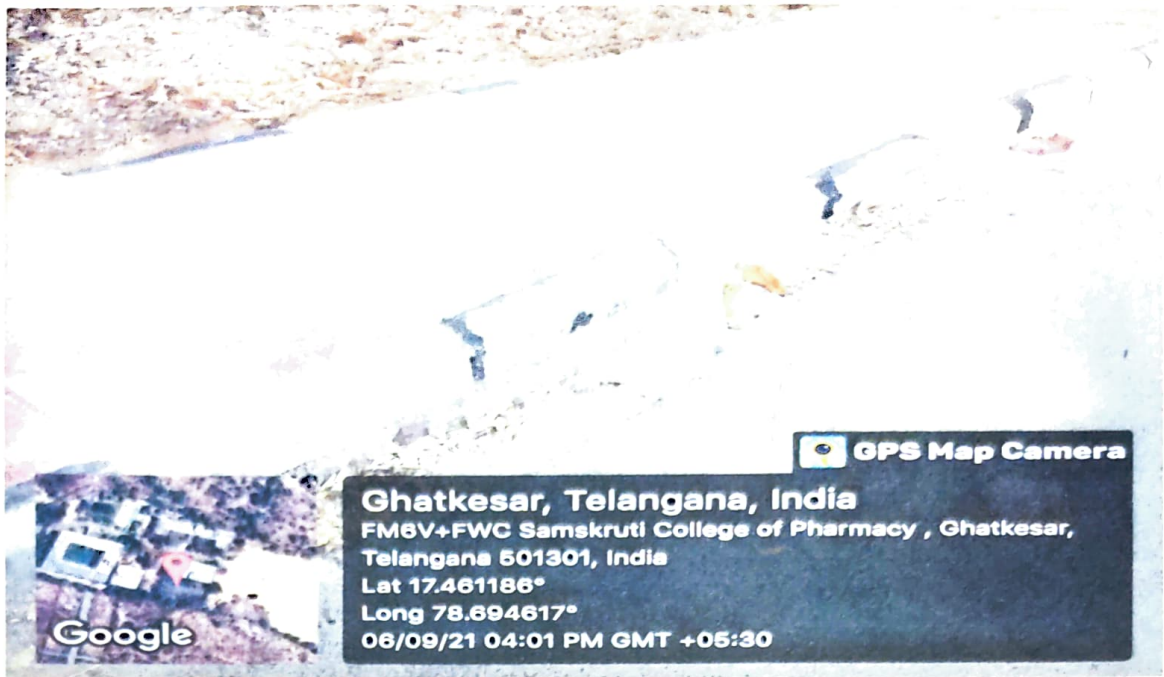 GPS Map Camera
Ghatkesar, Telangana, India
FM6V+FWC Samskruti College of Pharmacy , Ghatkesar,
Telangana 501301, India
Lat 17.461186°
Long 78.694617°
06/09/21 04:01 PM GMT +05:30
Google